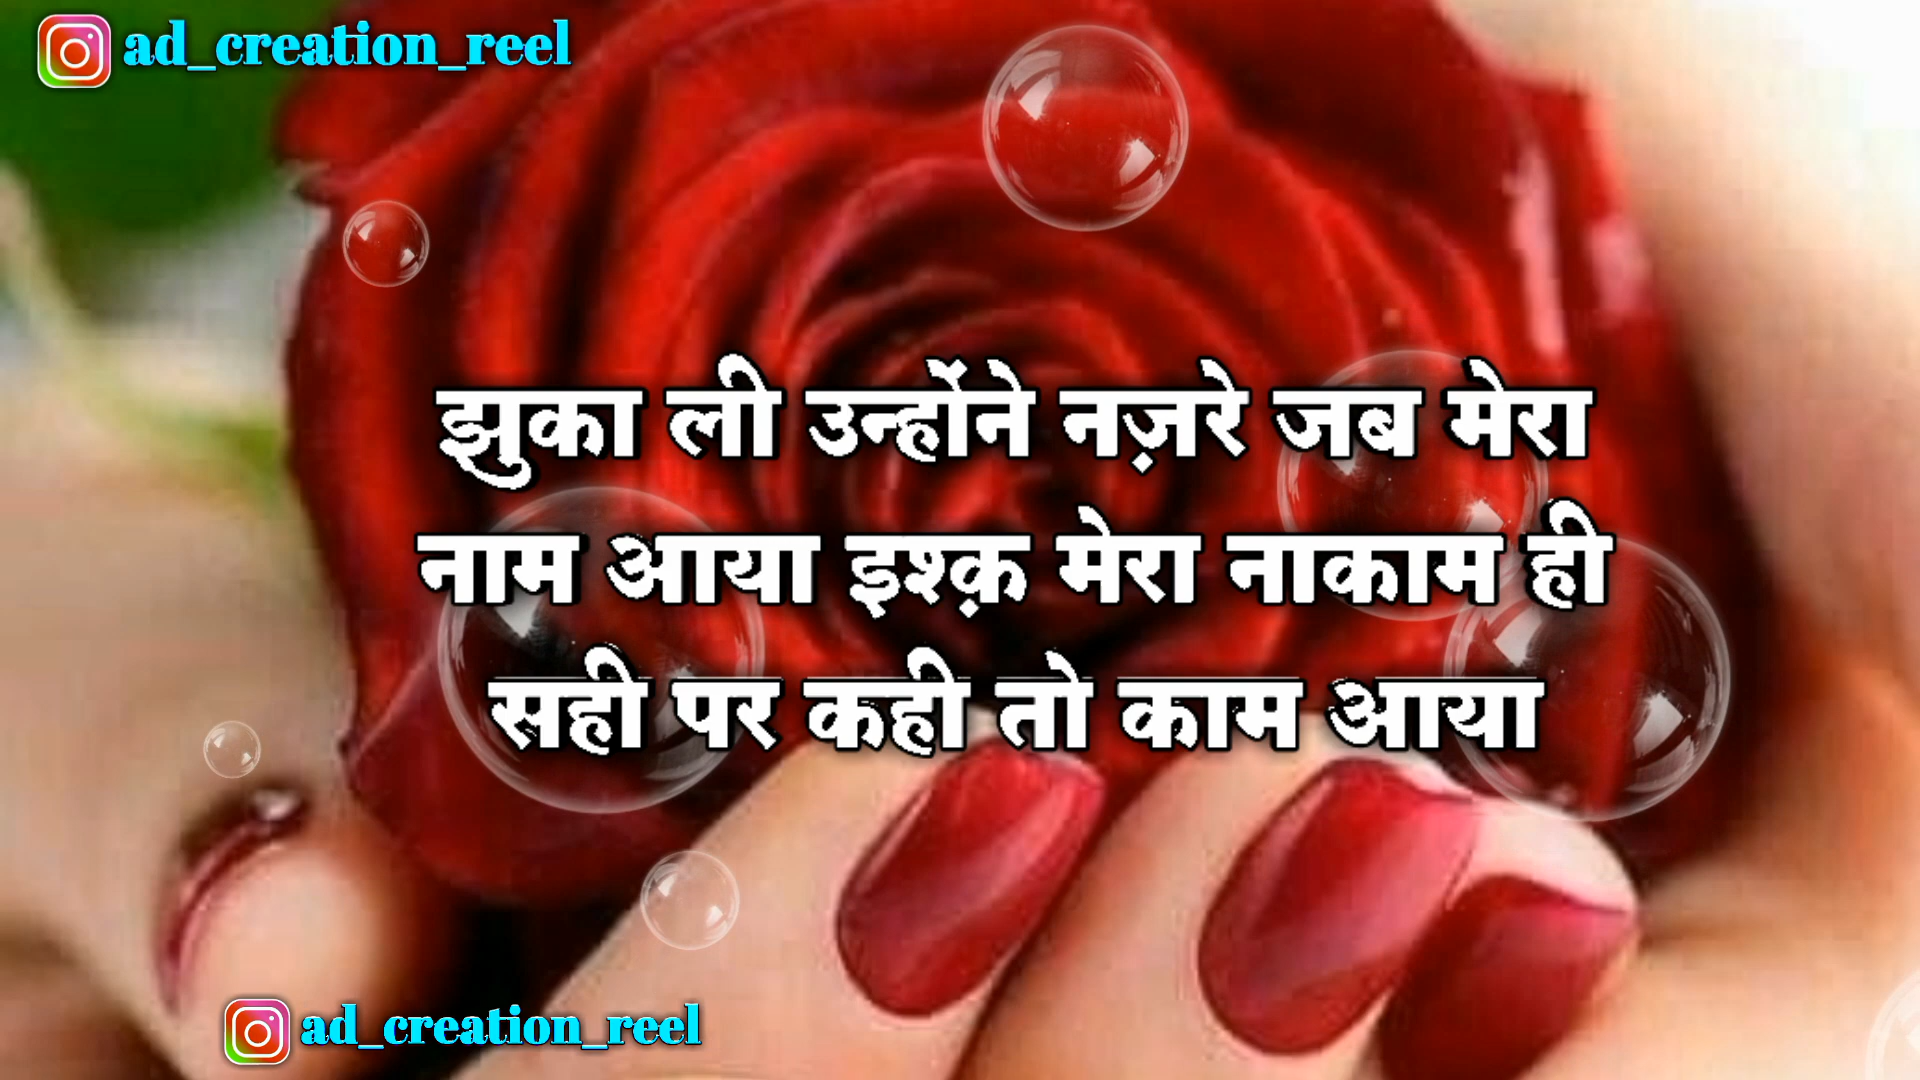 ad_creation_reel
झुका ली उन्होंने नज़रे जब मेरा
नाम आया इश्क़ मेरा नाकाम ही
सही पर कही तो काम आया
ad_creation_reel